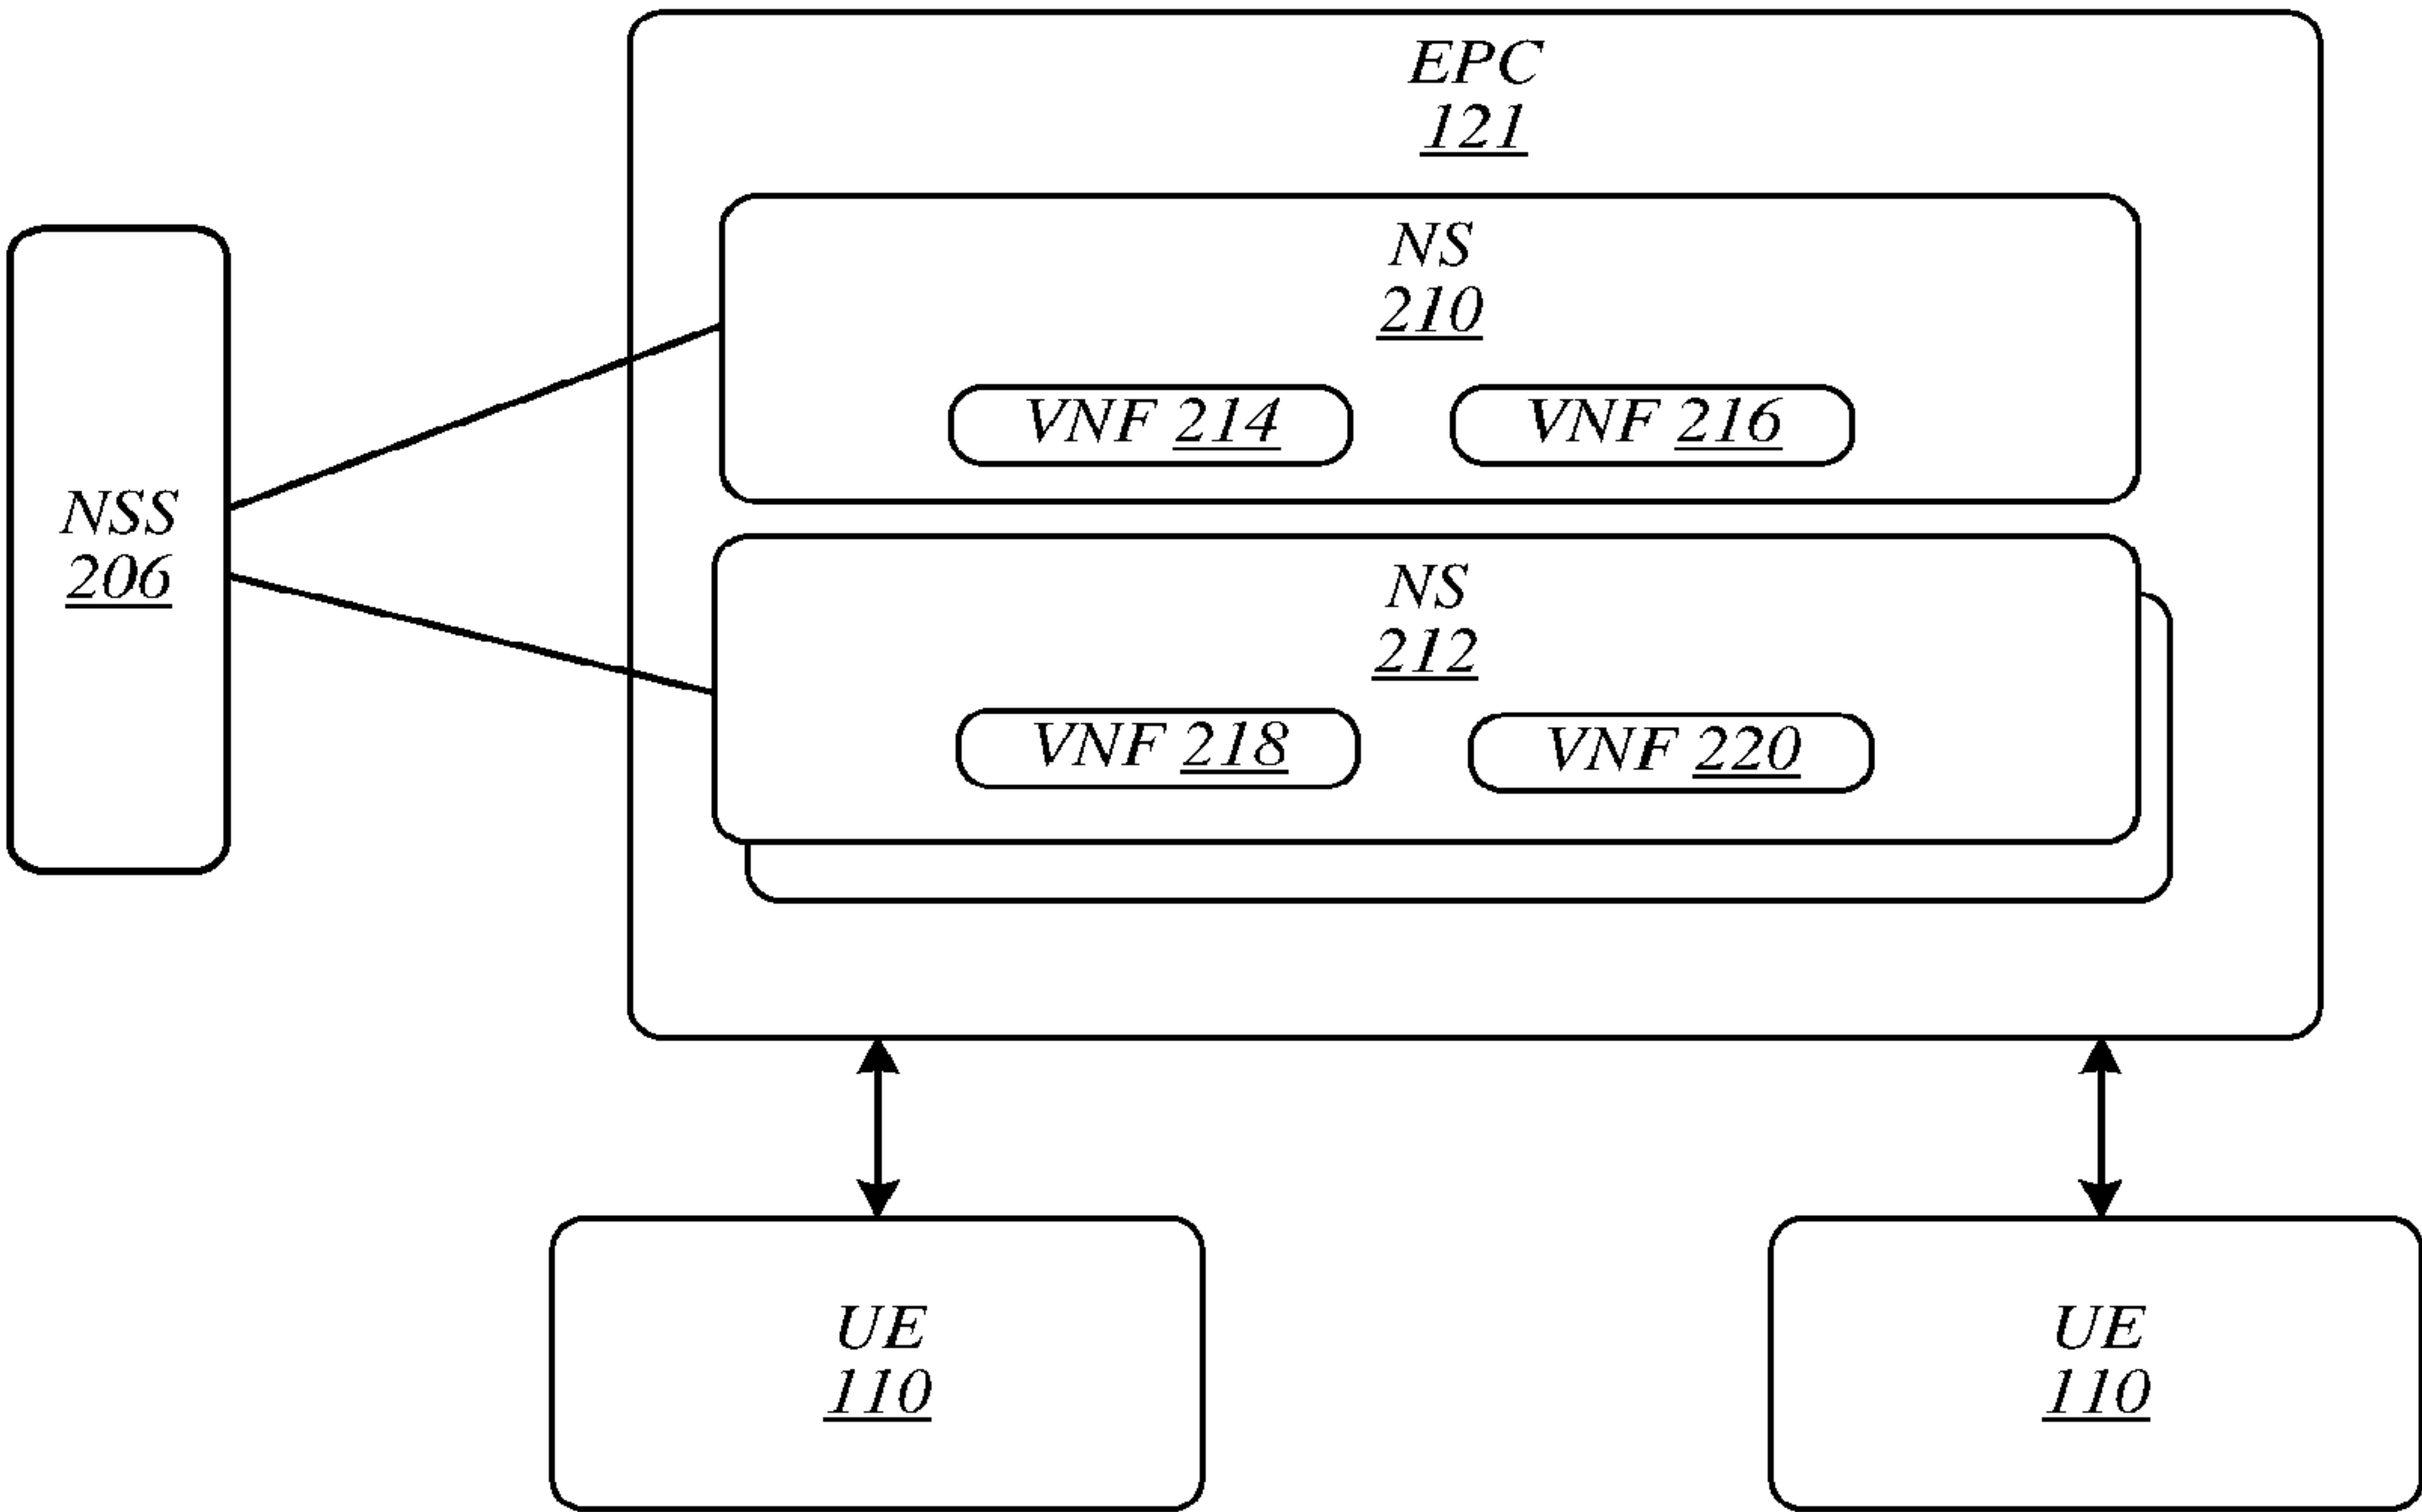 EPC
121
NS
210
VNF 214 VNF 216
NSS
206
NS
212
VNF 218 VNF 220
UE
110
UE
110